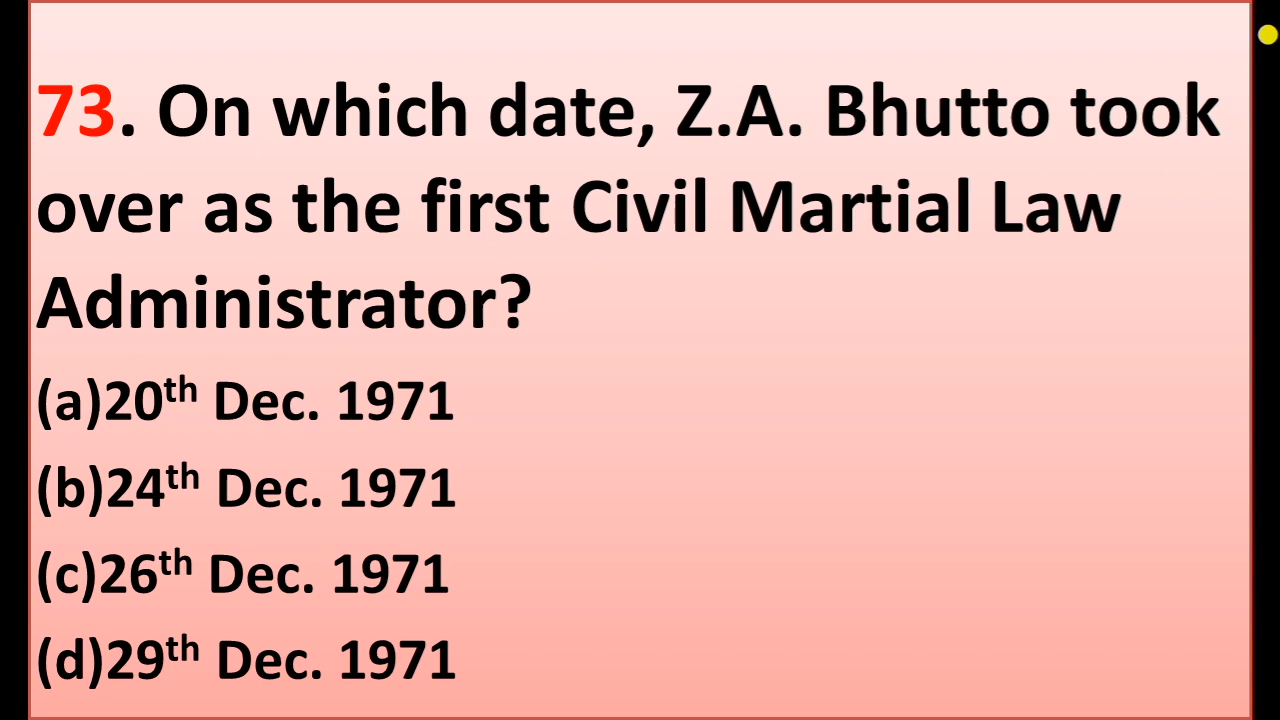 73. On which date, Z.A. Bhutto took
over as the first Civil Martial Law
Administrator?
(a)20th Dec. 1971
(b)24th Dec. 1971
(c)26th Dec. 1971
(d)29th Dec. 1971